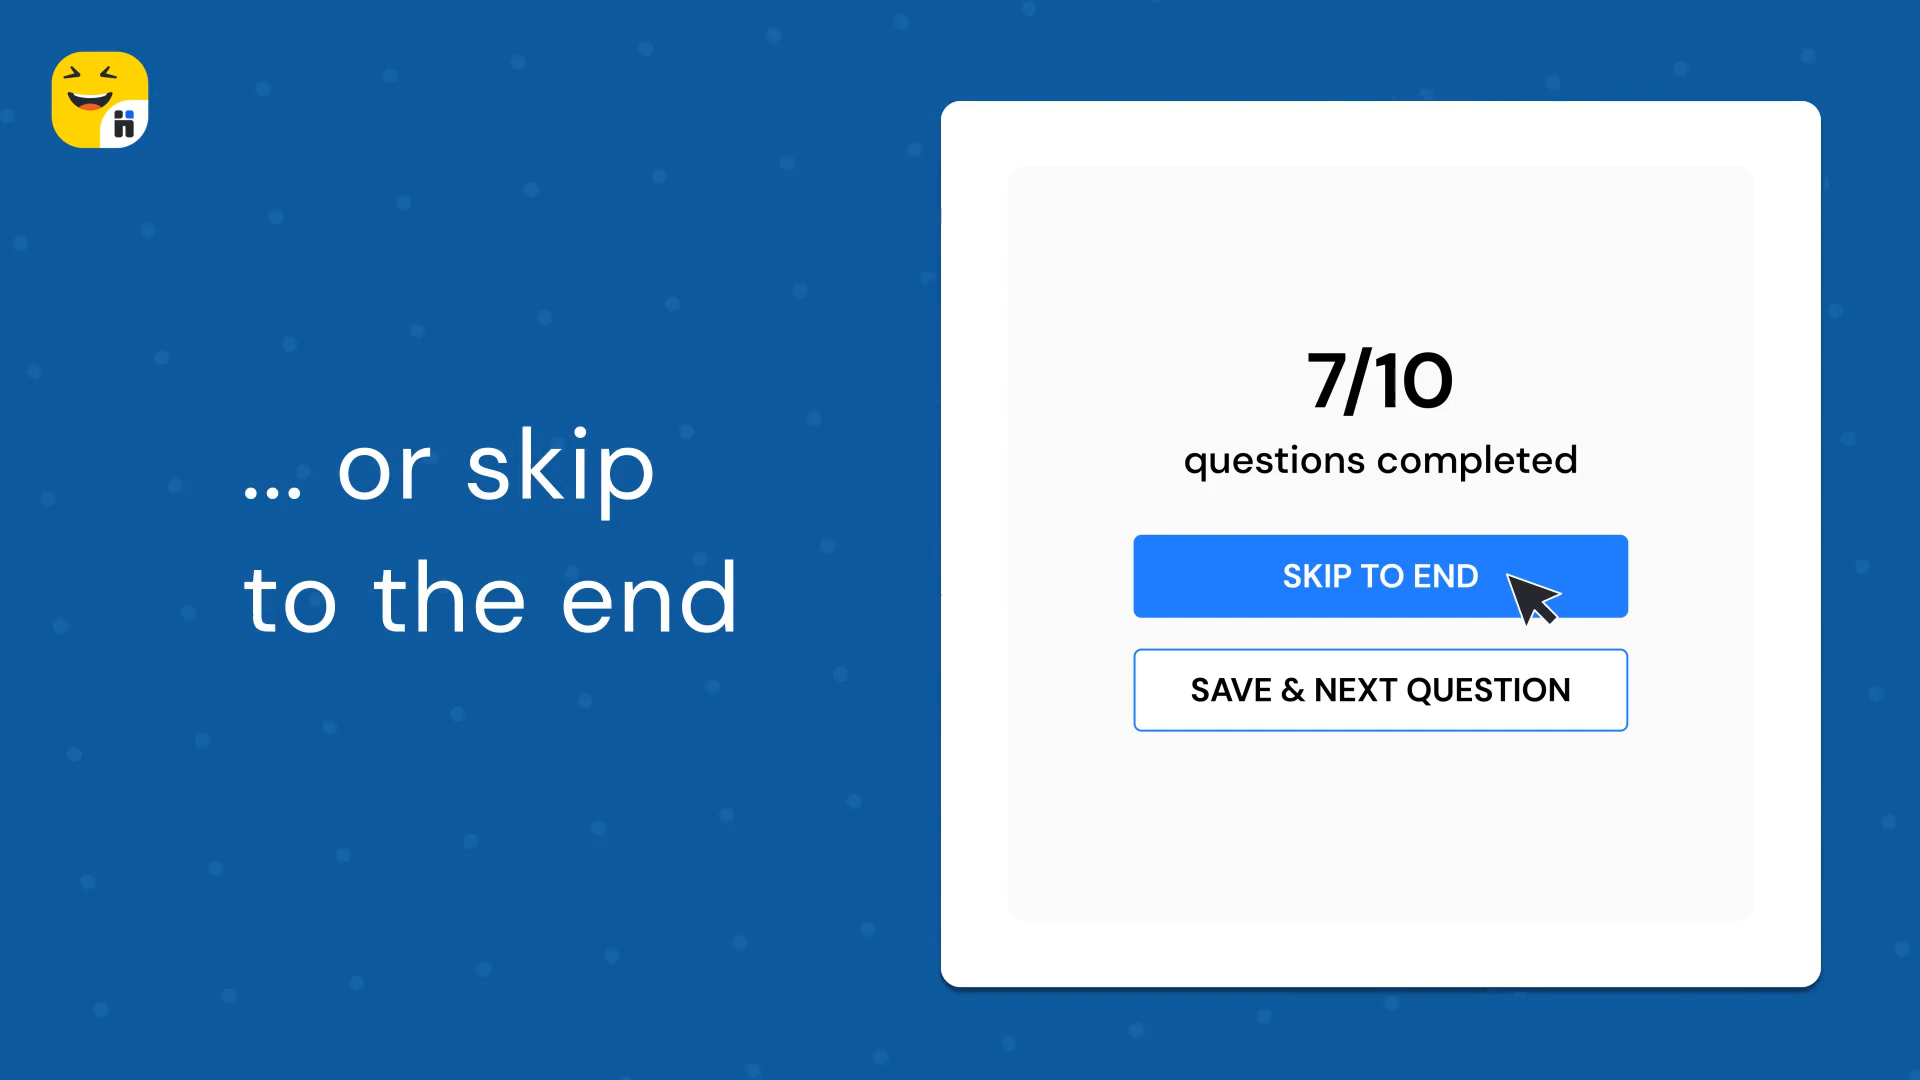 ... or skip
to the end
7/10
questions completed
SKIP TO END
SAVE & NEXT QUESTION